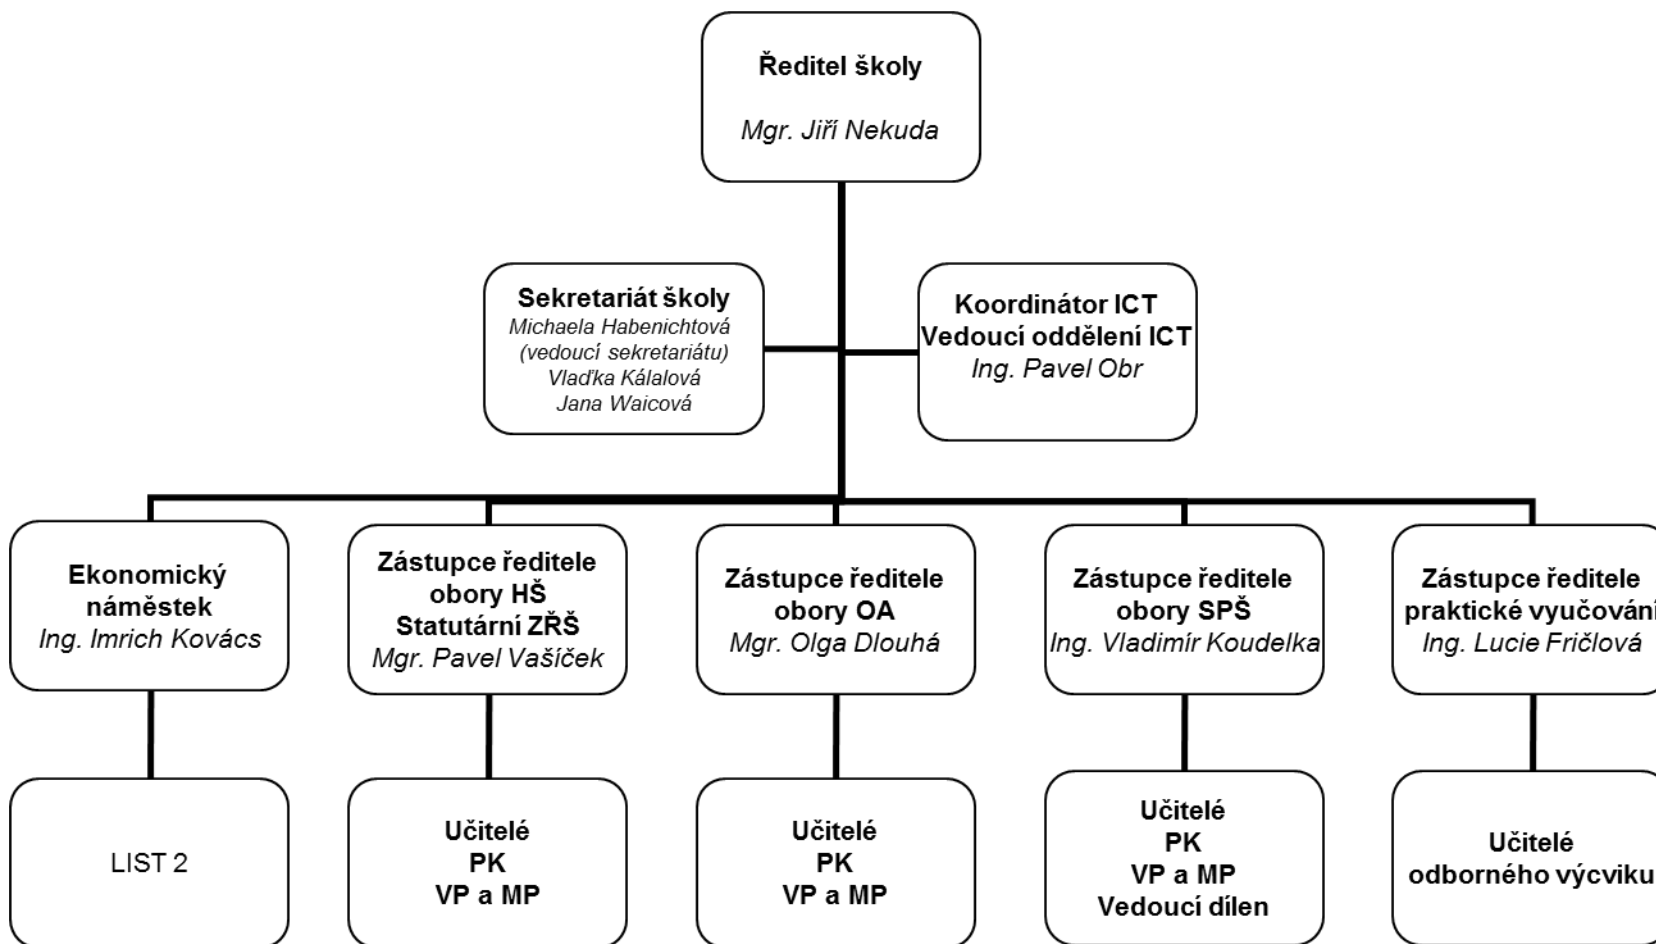 Ředitel školy
Mgr. Jiří Nekuda
Sekretariát školy
Michaela Habenichtová
(vedoucí sekretariátu)
Vlaďka Kálalová
Jana Waicová
Koordinátor ICT
Vedoucí oddělení ICT
Ing. Pavel Obr
Ekonomický
náměstek
Ing. Imrich Kovács
Zástupce ředitele
obory HŠ
Statutární ZŘŠ
Mgr. Pavel Vašíček
Zástupce ředitele
obory OA
Mgr. Olga Dlouhá
Zástupce ředitele
obory SPŠ
Ing. Vladimír Koudelka
Zástupce ředitele
praktické vyučování
Ing. Lucie Fričlová
LIST 2
Učitelé
PK
VP a MP
Učitelé
PK
VP a MP
Učitelé
PK
VP a MP
Vedoucí dílen
Učitelé
odborného výcviku